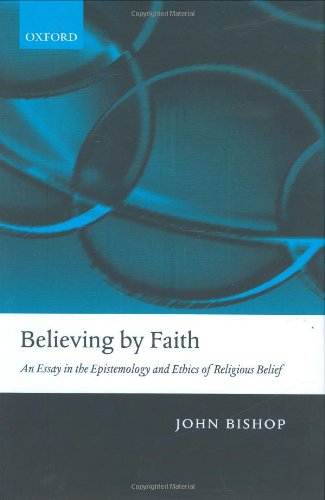 OXFORD
Believing by Faith
An Essay in the Epistemology and Ethics of Religious Belief
JOHN BISHOP